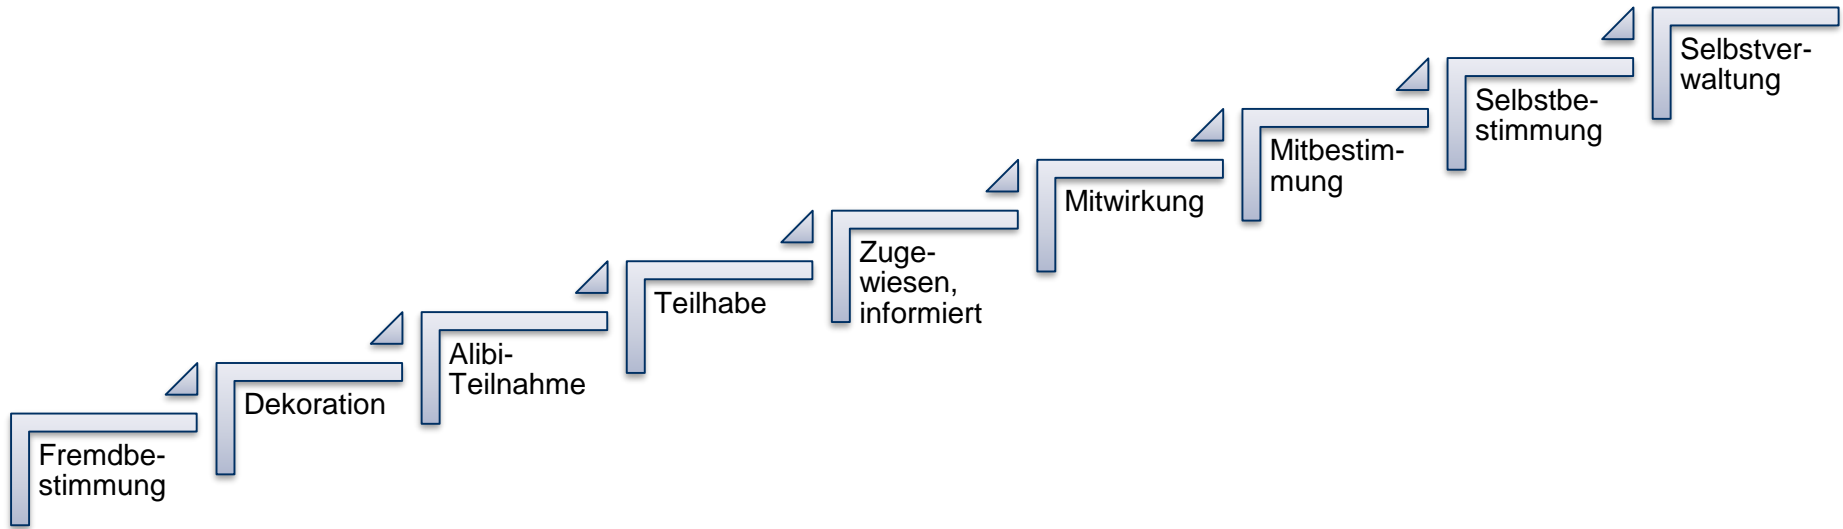 Fremdbe-
stimmung
Dekoration
Alibi-
Teilnahme
Teilhabe
Zuge-
wiesen,
informiert
Mitwirkung
Mitbestim-
mung
Selbstbe-
stimmung
Selbstver-
waltung